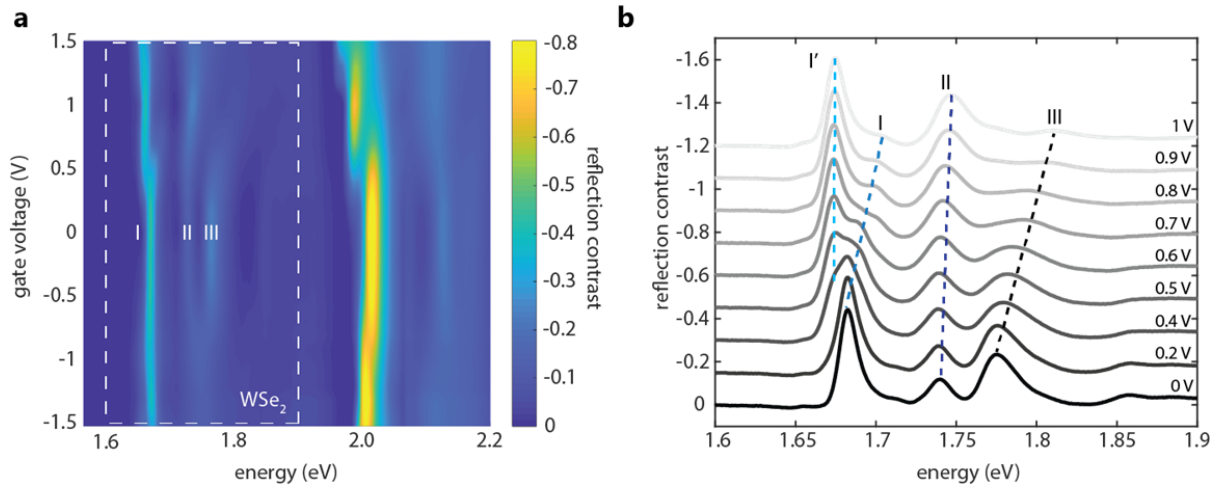 a
1.5
1
0.5
0
-0.5
-1
-1.5
gate voltage (V)
I
II
III
WSe₂
1.6
1.8
2.0
2.2
energy (eV)
-0.8
-0.7
-0.6
-0.5
-0.4
-0.3
-0.2
-0.1
0
reflection contrast
b
-1.6
-1.4
-1.2
-1
-0.8
-0.6
-0.4
-0.2
0
reflection contrast
I'
I
II
III
1 V
0.9 V
0.8 V
0.7 V
0.6 V
0.5 V
0.4 V
0.2 V
0 V
1.6
1.65
1.7
1.75
1.8
1.85
1.9
energy (eV)